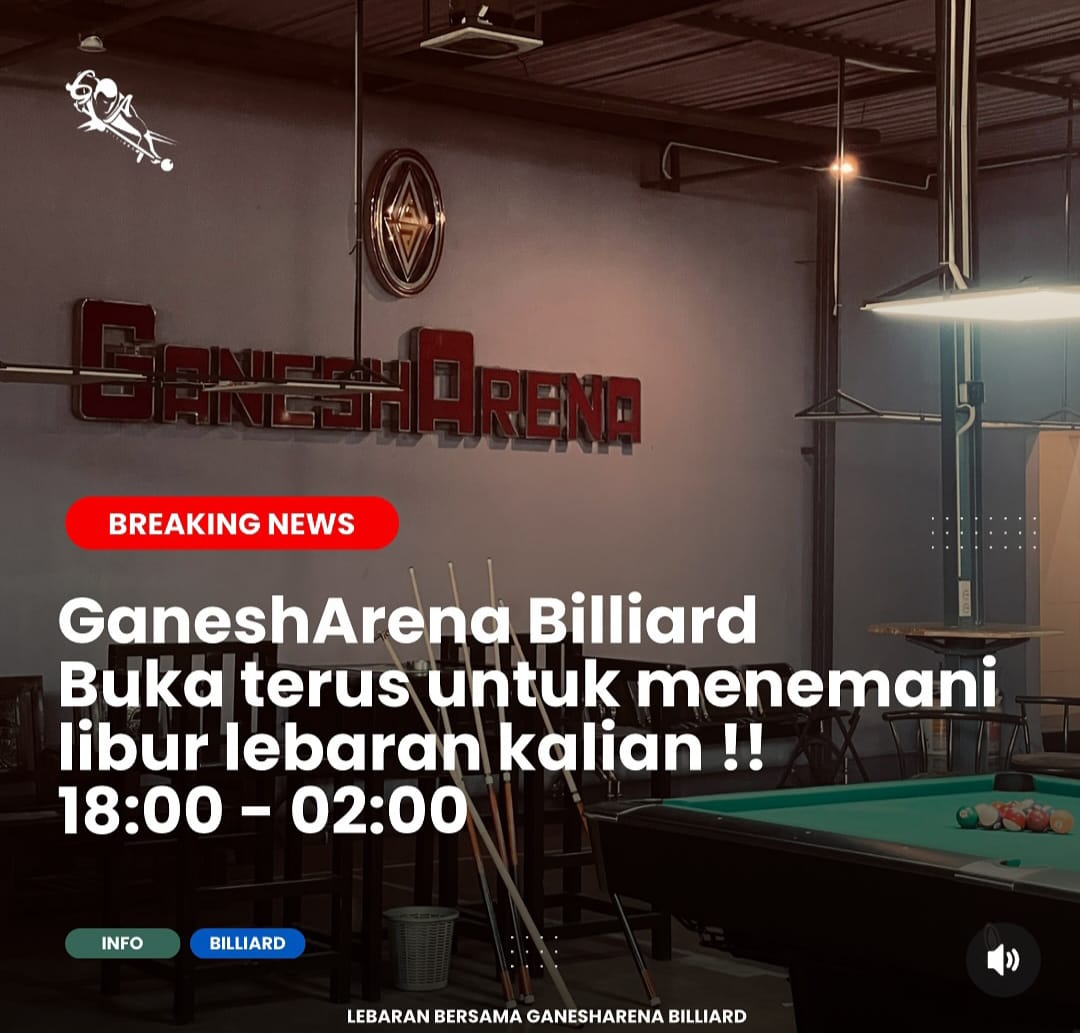 GANESHARENA
BREAKING NEWS
GaneshArena Billiard
Buka terus untuk menemani
libur lebaran kalian !!
18:00 - 02:00
INFO
BILLIARD
LEBARAN BERSAMA GANESHARENA BILLIARD